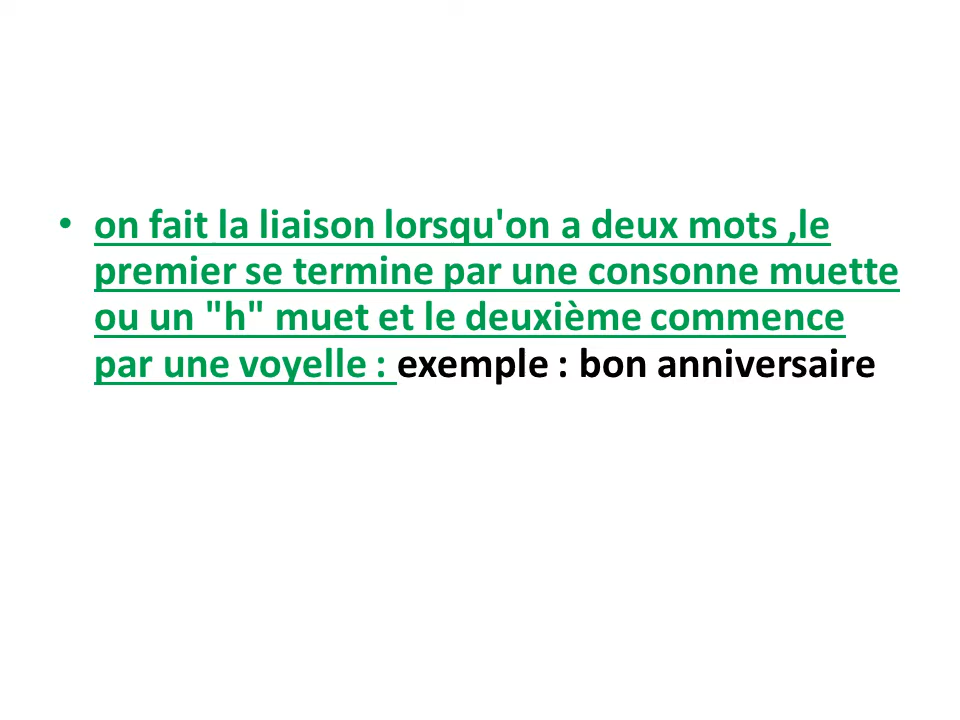 • on fait la liaison lorsqu'on a deux mots ,le
premier se termine par une consonne muette
ou un "h" muet et le deuxième commence
par une voyelle : exemple : bon anniversaire